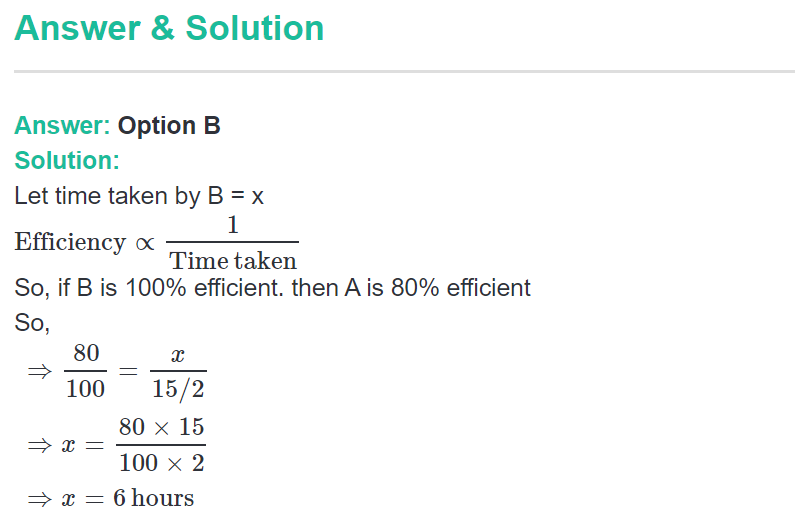 Answer & Solution
Answer: Option B
Solution:
Let time taken by B = x
Efficiency ∝ 1 / Time taken
So, if B is 100% efficient. then A is 80% efficient
So,
⇒ 80/100 = x/(15/2)
⇒ x = (80 × 15)/(100 × 2)
⇒ x = 6 hours